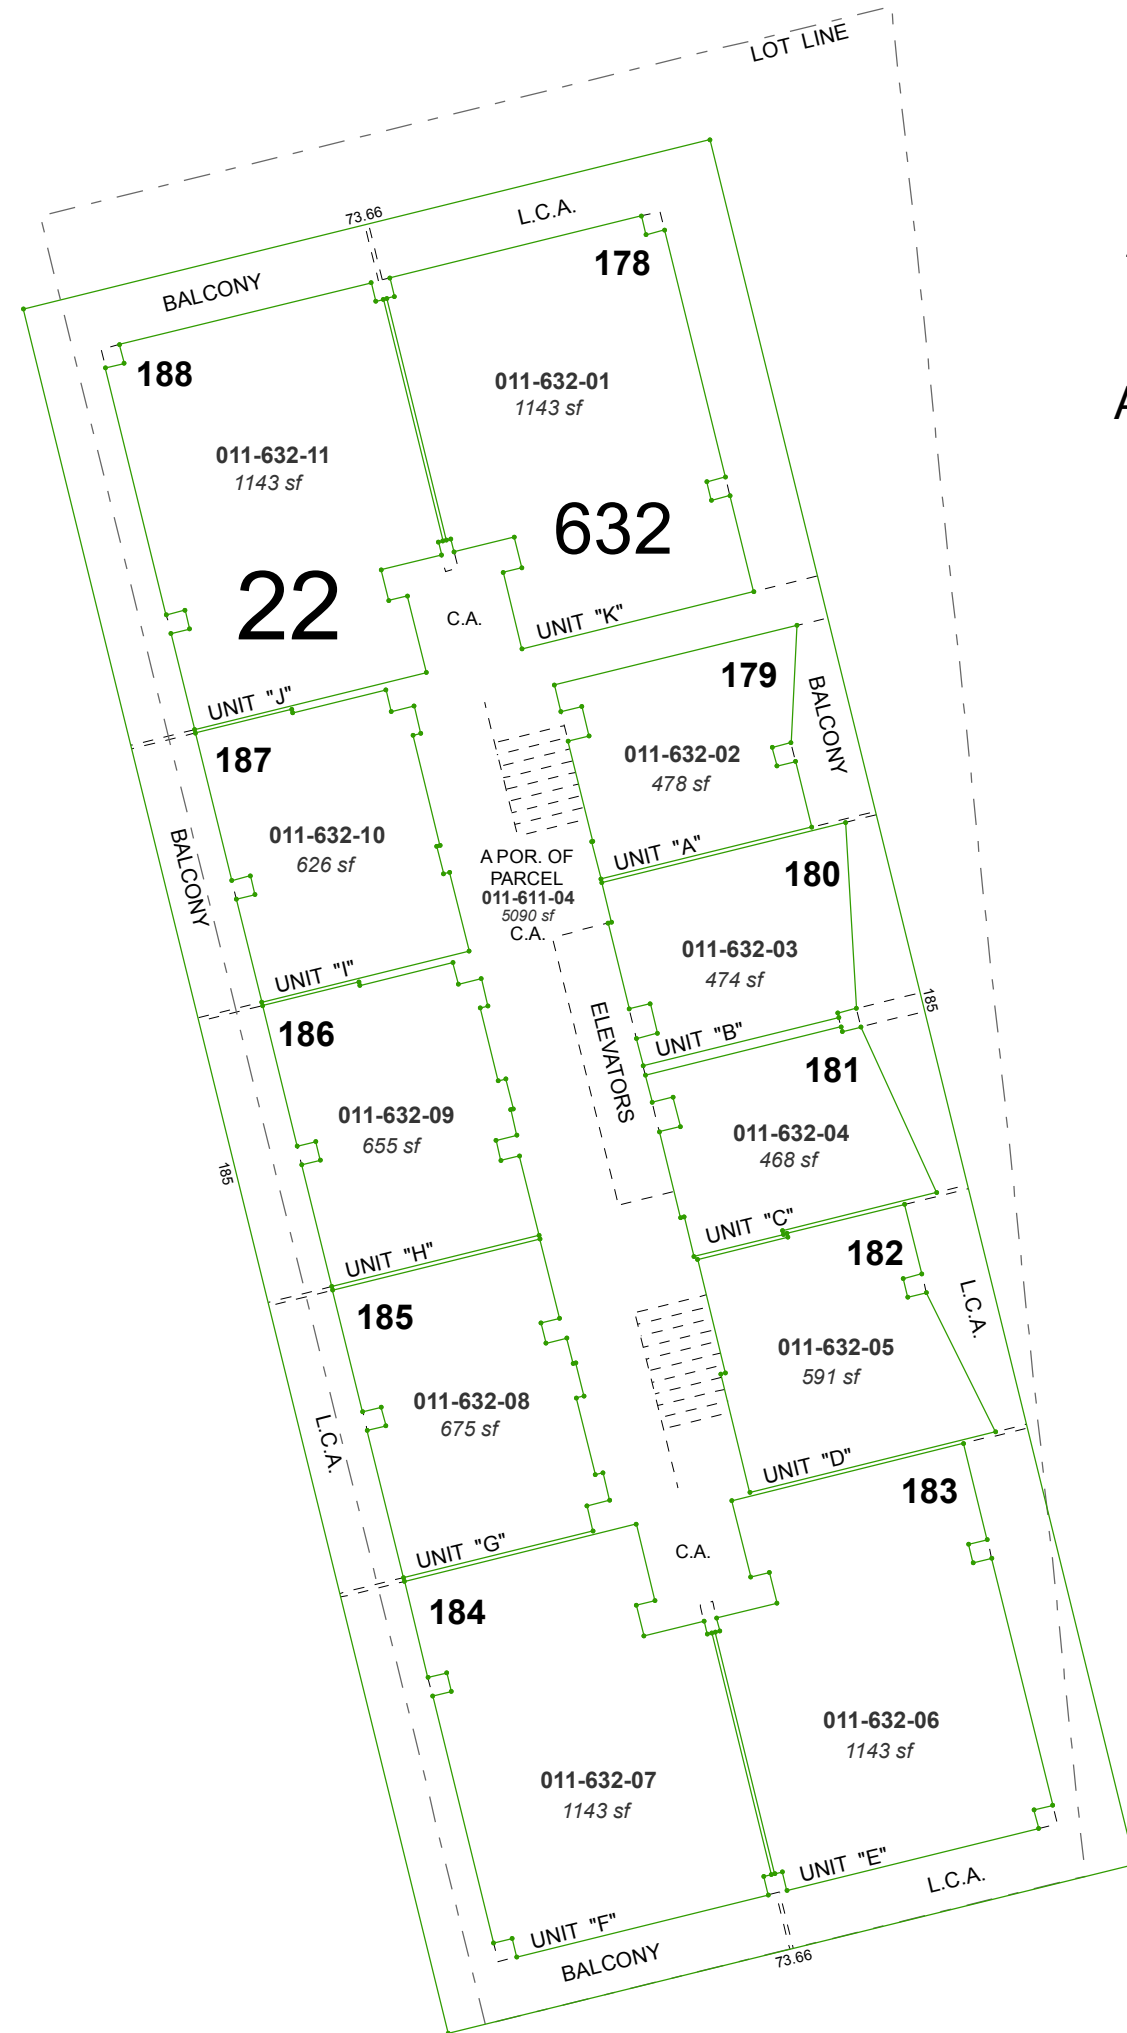 LOT LINE
73.66
L.C.A.
BALCONY
178
188
011-632-01
1143 sf
A
011-632-11
1143 sf
632
22
C.A.
UNIT "K"
179
UNIT "J"
BALCONY
187
011-632-02
478 sf
BALCONY
011-632-10
626 sf
A POR. OF
PARCEL
011-611-04
5090 sf
C.A.
UNIT "A"
180
011-632-03
474 sf
UNIT "I"
185
186
ELEVATORS
UNIT "B"
181
011-632-09
655 sf
011-632-04
468 sf
185
UNIT "C"
182
UNIT "H"
L.C.A.
185
011-632-05
591 sf
011-632-08
675 sf
L.C.A.
UNIT "D"
183
UNIT "G"
C.A.
184
011-632-06
1143 sf
011-632-07
1143 sf
UNIT "E"
L.C.A.
UNIT "F"
BALCONY
73.66